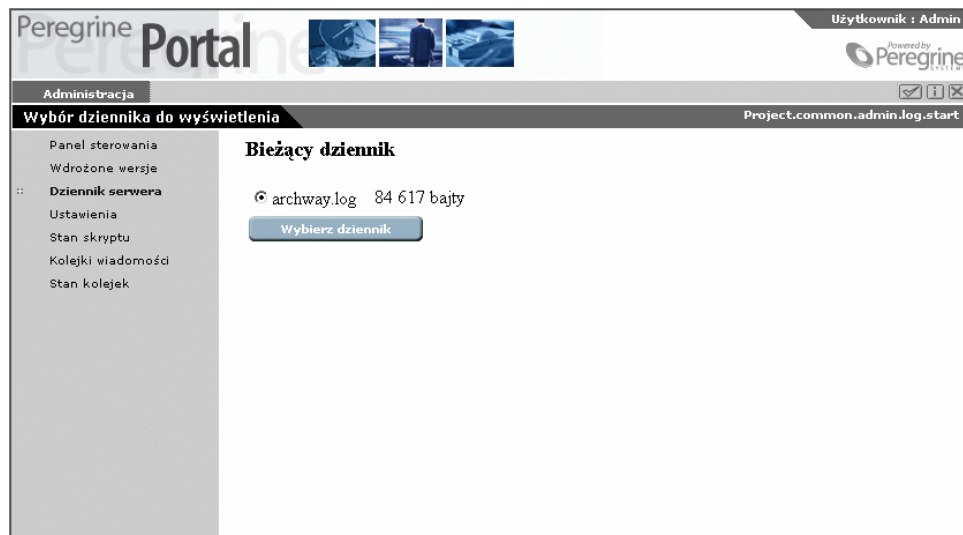 Peregrine Portal
Użytkownik : Admin
Powered by
Peregrine
SYSTEMS
Administracja
Wybór dziennika do wyświetlenia
Project.common.admin.log.start
Panel sterowania
Wdrożone wersje
Dziennik serwera
Ustawienia
Stan skryptu
Kolejki wiadomości
Stan kolejek
Bieżący dziennik
archway.log 84 617 bajty
Wybierz dziennik